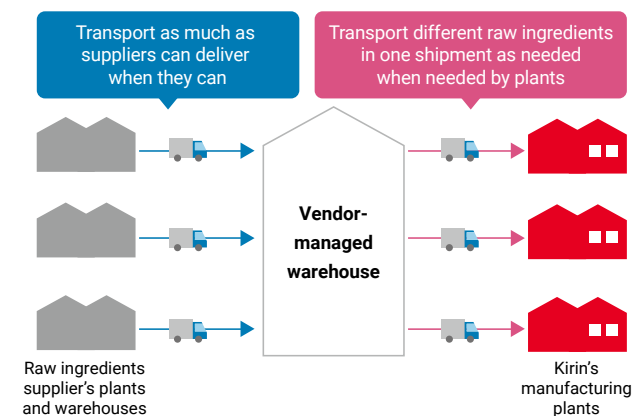 Transport as much as
suppliers can deliver
when they can
Transport different raw ingredients
in one shipment as needed
when needed by plants
Vendor-
managed
warehouse
Raw ingredients
supplier's plants
and warehouses
Kirin's
manufacturing
plants